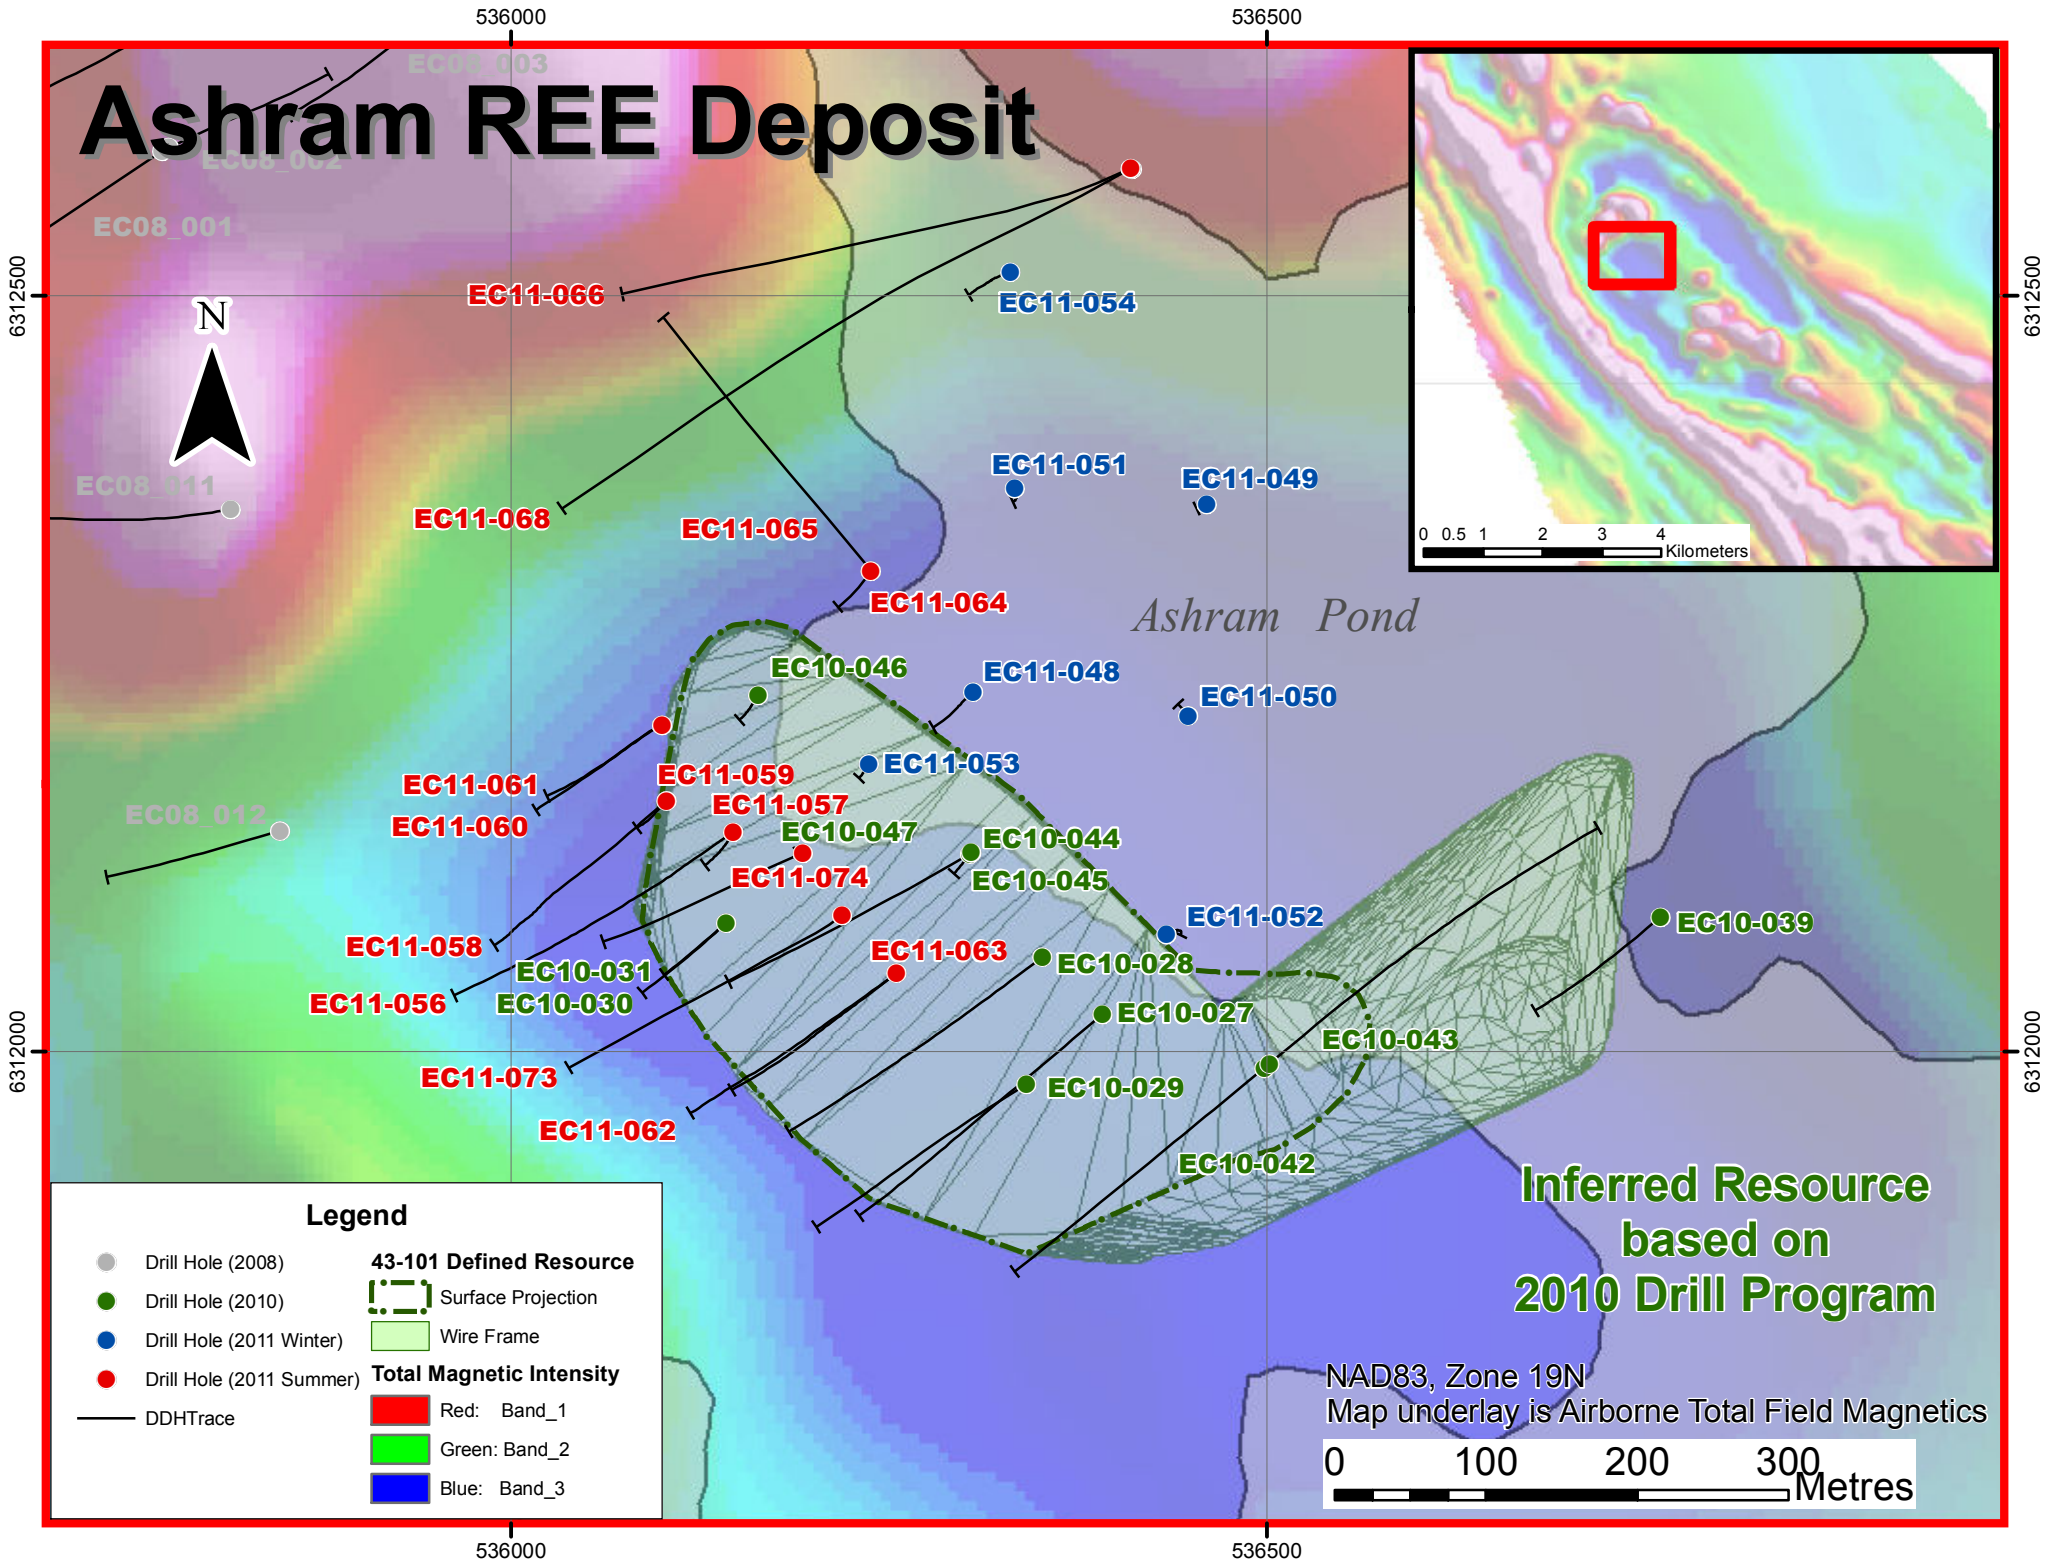 536000
536500
EC08_003
Ashram REE Deposit
EC08_002
EC08_001
EC11-066
EC11-054
6312500
6312500
N
EC11-051
EC11-049
EC08_011
EC11-068
EC11-065
0 0.5 1 2 3 4
Kilometers
EC11-064
Ashram Pond
EC10-046
EC11-048
EC11-050
EC11-053
EC11-061
EC11-059
EC11-057
EC08_012
EC11-060
EC10-047
EC10-044
EC11-074
EC10-045
EC11-052
EC10-039
EC11-058
EC11-063
EC10-028
EC10-031
EC11-056
EC10-030
EC10-027
EC10-043
6312000
6312000
EC11-073
EC10-029
EC11-062
EC10-042
Inferred Resource
based on
2010 Drill Program
Legend
Drill Hole (2008)
Drill Hole (2010)
Drill Hole (2011 Winter)
Drill Hole (2011 Summer)
DDHTrace
43-101 Defined Resource
Surface Projection
Wire Frame
Total Magnetic Intensity
Red: Band_1
Green: Band_2
Blue: Band_3
NAD83, Zone 19N
Map underlay is Airborne Total Field Magnetics
0 100 200 300
Metres
536000
536500